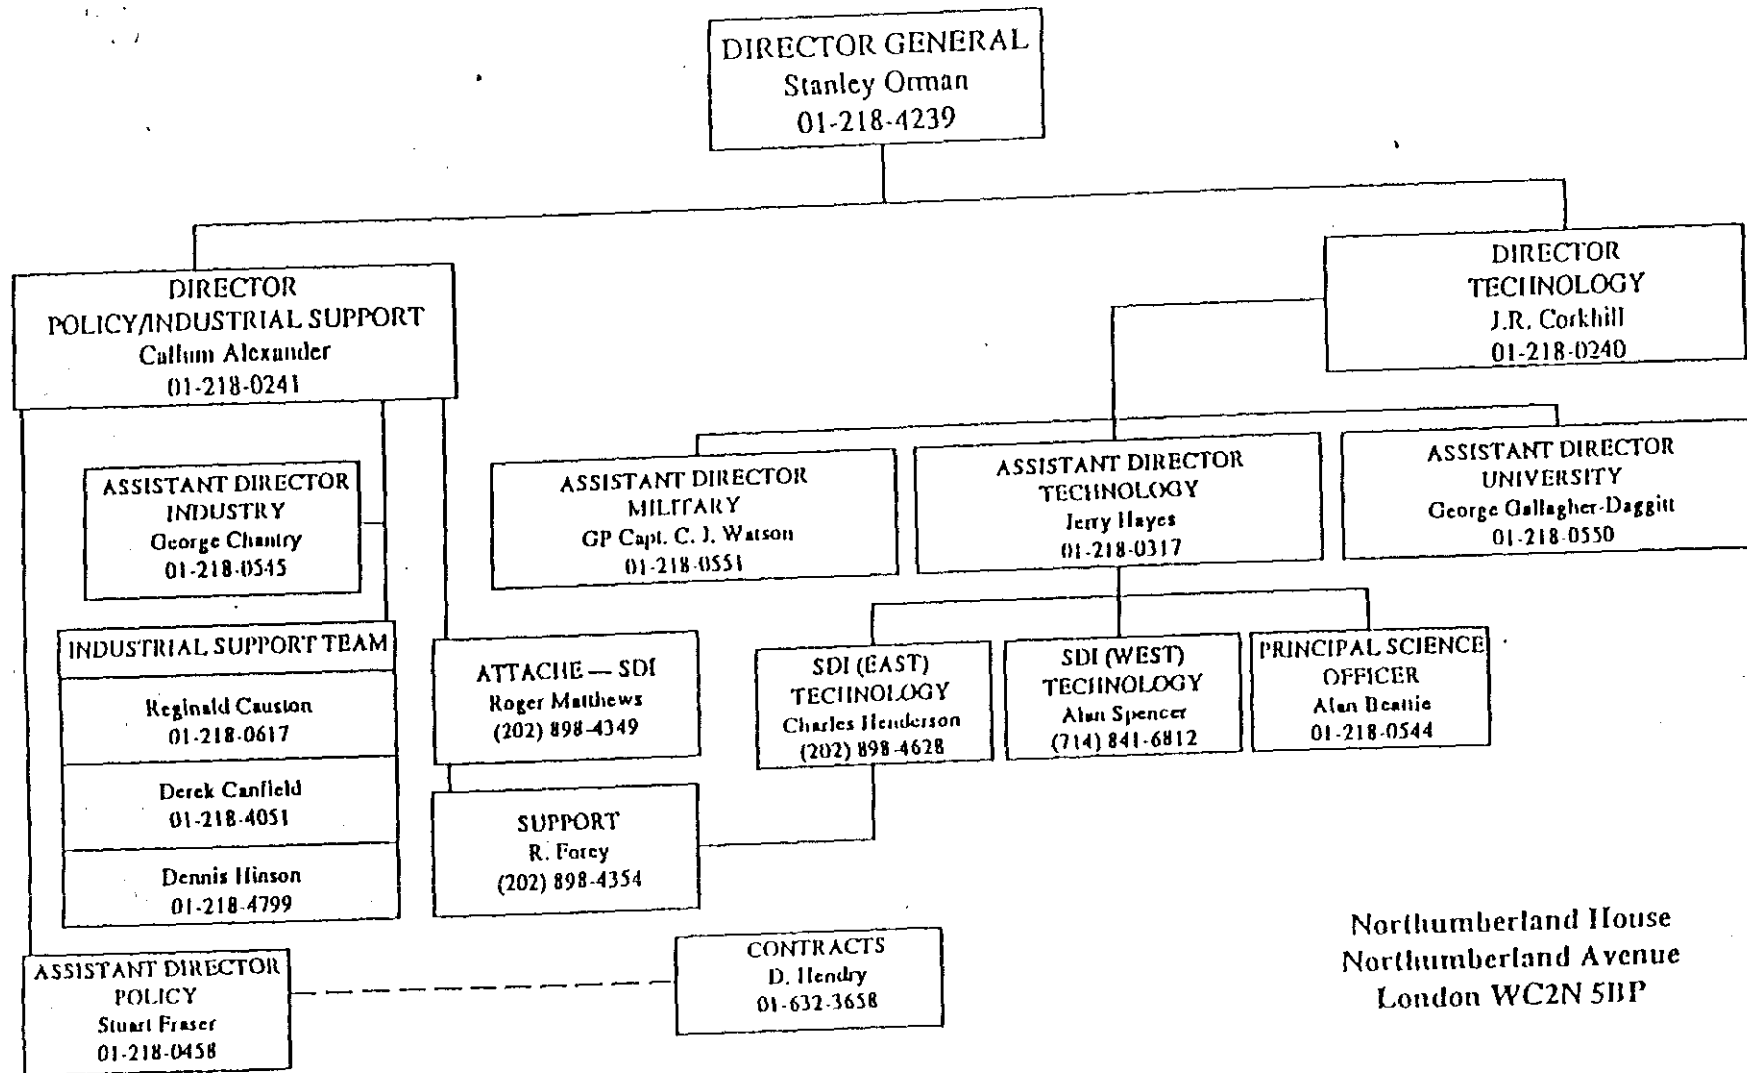 DIRECTOR GENERAL
Stanley Orman
01-218-4239
DIRECTOR
POLICY/INDUSTRIAL SUPPORT
Callum Alexander
01-218-0241
DIRECTOR
TECHNOLOGY
J.R. Corkhill
01-218-0240
ASSISTANT DIRECTOR
INDUSTRY
George Chantry
01-218-0545
ASSISTANT DIRECTOR
MILITARY
GP Capt. C. J. Watson
01-218-0551
ASSISTANT DIRECTOR
TECHNOLOGY
Jerry Hayes
01-218-0317
ASSISTANT DIRECTOR
UNIVERSITY
George Gallagher-Daggitt
01-218-0550
INDUSTRIAL SUPPORT TEAM
Reginald Causton
01-218-0617
Derek Canfield
01-218-4051
Dennis Hinson
01-218-4799
ATTACHE — SDI
Roger Matthews
(202) 898-4349
SDI (EAST)
TECHNOLOGY
Charles Henderson
(202) 898-4628
SDI (WEST)
TECHNOLOGY
Alan Spencer
(714) 841-6812
PRINCIPAL SCIENCE
OFFICER
Alan Beattie
01-218-0544
SUPPORT
R. Forey
(202) 898-4354
ASSISTANT DIRECTOR
POLICY
Stuart Fraser
01-218-0458
CONTRACTS
D. Hendry
01-632-3658
Northumberland House
Northumberland Avenue
London WC2N 5BP